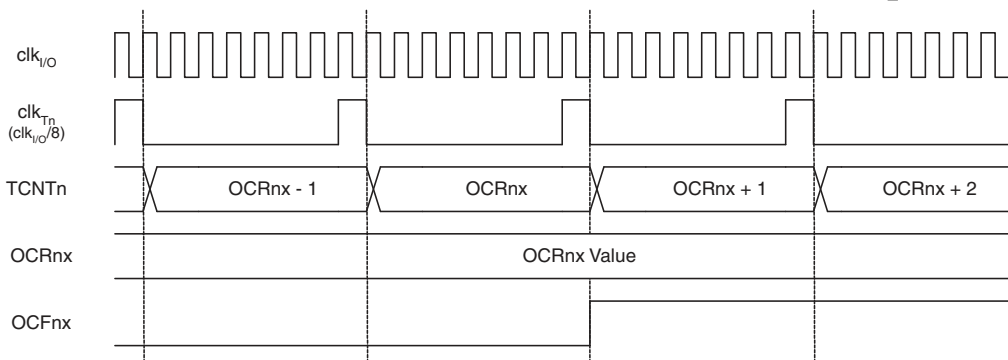 clkI/O
clkTn
(clkI/O/8)
TCNTn OCRnx - 1 OCRnx OCRnx + 1 OCRnx + 2
OCRnx OCRnx Value
OCFnx